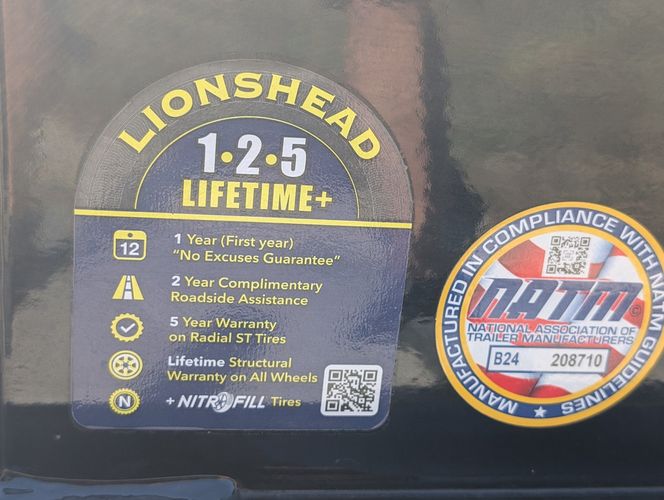 LIONSHEAD
1•2•5
LIFETIME+
12
1 Year (First year)
"No Excuses Guarantee"
2 Year Complimentary
Roadside Assistance
5 Year Warranty
on Radial ST Tires
Lifetime Structural
Warranty on All Wheels
N
+ NITROFILL Tires
MANUFACTURED IN COMPLIANCE WITH NATM GUIDELINES
NATM
©
NATIONAL ASSOCIATION OF
TRAILER MANUFACTURERS
B24 208710